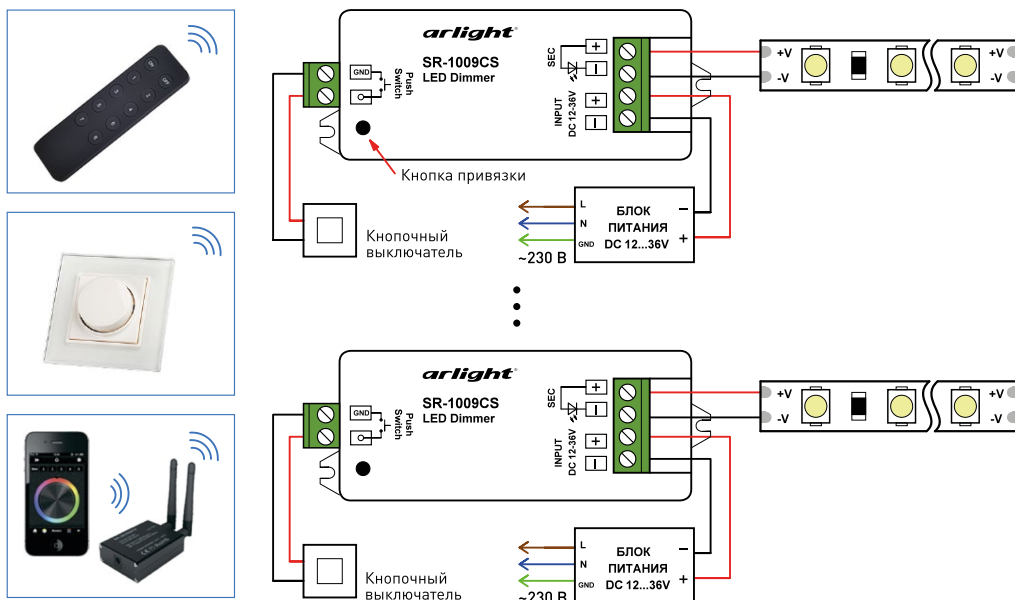 arlight
SR-1009CS
LED Dimmer
GND
Push
Switch
SEC
+
–
INPUT
DC 12-36V
+
–
+V
-V
+V
-V
Кнопка привязки
Кнопочный
выключатель
L
N
GND
~230 В
БЛОК
ПИТАНИЯ
DC 12...36V
–
+
arlight
SR-1009CS
LED Dimmer
GND
Push
Switch
SEC
+
–
INPUT
DC 12-36V
+
–
+V
-V
+V
-V
Кнопочный
выключатель
L
N
GND
~230 В
БЛОК
ПИТАНИЯ
DC 12...36V
–
+